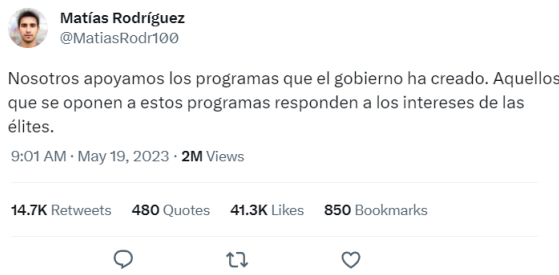 Matías Rodríguez
@MatiasRodr100
Nosotros apoyamos los programas que el gobierno ha creado. Aquellos
que se oponen a estos programas responden a los intereses de las
élites.
9:01 AM · May 19, 2023 · 2M Views
14.7K Retweets 480 Quotes 41.3K Likes 850 Bookmarks